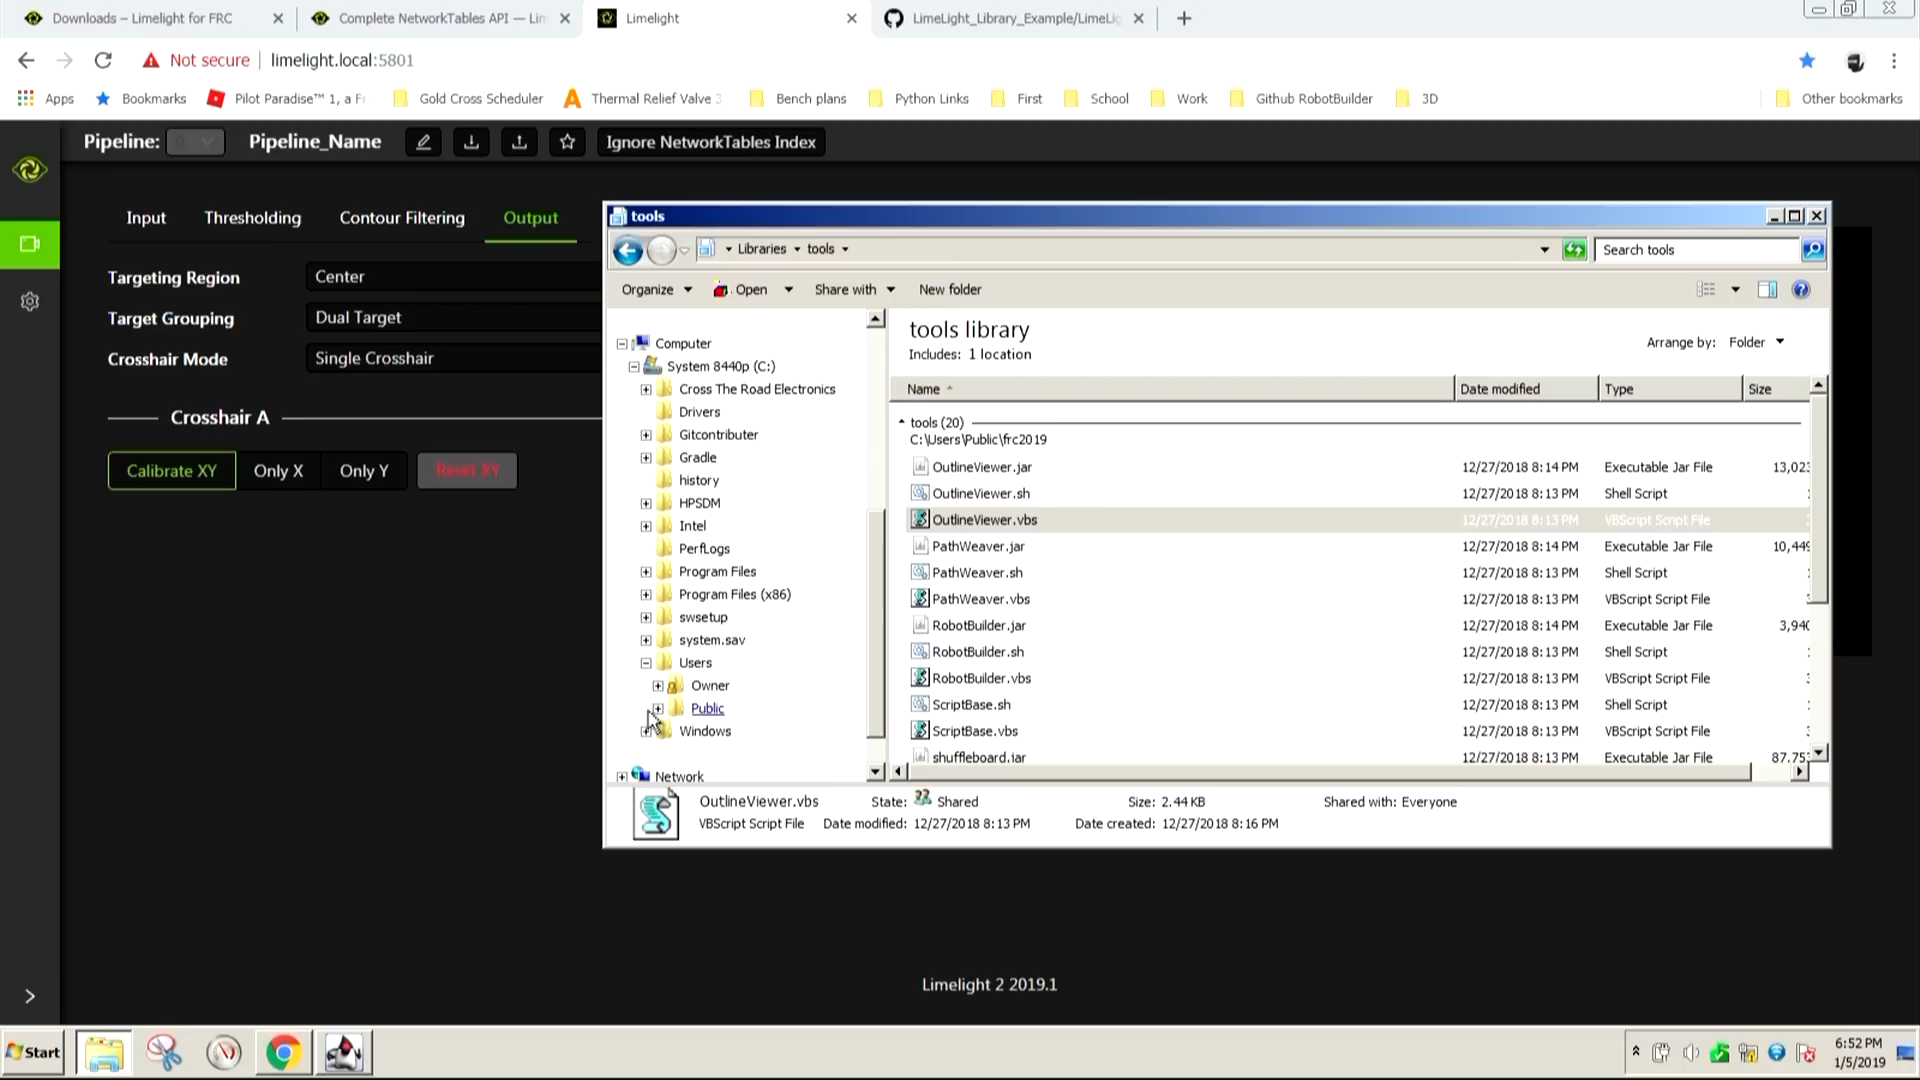 Downloads – Limelight for FRC
Complete NetworkTables API — Lim
Limelight
LimeLight_Library_Example/LimeLig
Not secure
limelight.local:5801
Apps
Bookmarks
Pilot Paradise™ 1, a Fr
Gold Cross Scheduler
Thermal Relief Valve 3
Bench plans
Python Links
First
School
Work
Github RobotBuilder
3D
Other bookmarks
Pipeline:
Pipeline_Name
Ignore NetworkTables Index
Input
Thresholding
Contour Filtering
Output
Targeting Region
Center
Target Grouping
Dual Target
Crosshair Mode
Single Crosshair
Crosshair A
Calibrate XY
Only X
Only Y
Reset XY
tools
Libraries
tools
Search tools
Organize
Open
Share with
New folder
Computer
System 8440p (C:)
Cross The Road Electronics
Drivers
Gitcontributer
Gradle
history
HPSDM
Intel
PerfLogs
Program Files
Program Files (x86)
swsetup
system.sav
Users
Owner
Public
Windows
Network
tools library
Includes: 1 location
Arrange by: Folder
Name Date modified Type Size
tools (20)
C:\Users\Public\frc2019
OutlineViewer.jar 12/27/2018 8:14 PM Executable Jar File 13,023
OutlineViewer.sh 12/27/2018 8:13 PM Shell Script
OutlineViewer.vbs 12/27/2018 8:13 PM VBScript Script File
PathWeaver.jar 12/27/2018 8:14 PM Executable Jar File 10,449
PathWeaver.sh 12/27/2018 8:13 PM Shell Script
PathWeaver.vbs 12/27/2018 8:13 PM VBScript Script File
RobotBuilder.jar 12/27/2018 8:14 PM Executable Jar File 3,940
RobotBuilder.sh 12/27/2018 8:13 PM Shell Script
RobotBuilder.vbs 12/27/2018 8:13 PM VBScript Script File
ScriptBase.sh 12/27/2018 8:13 PM Shell Script
ScriptBase.vbs 12/27/2018 8:13 PM VBScript Script File
shuffleboard.jar 12/27/2018 8:14 PM Executable Jar File 87,753
OutlineViewer.vbs State: Shared Size: 2.44 KB Shared with: Everyone
VBScript Script File Date modified: 12/27/2018 8:13 PM Date created: 12/27/2018 8:16 PM
Limelight 2 2019.1
Start
6:52 PM
1/5/2019